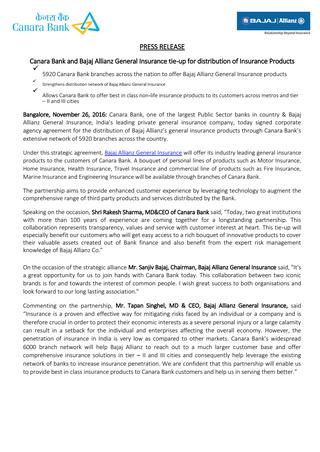 केनरा बैंक
Canara Bank
BAJAJ Allianz
Relationship Beyond Insurance
PRESS RELEASE
Canara Bank and Bajaj Allianz General Insurance tie-up for distribution of Insurance Products
✓ 5920 Canara Bank branches across the nation to offer Bajaj Allianz General Insurance products
✓ Strengthens distribution network of Bajaj Allianz General Insurance
✓ Allows Canara Bank to offer best in class non-life insurance products to its customers across metros and tier
– II and III cities
Bangalore, November 26, 2016: Canara Bank, one of the largest Public Sector banks in country & Bajaj
Allianz General Insurance, India's leading private general insurance company, today signed corporate
agency agreement for the distribution of Bajaj Allianz's general insurance products through Canara Bank's
extensive network of 5920 branches across the country.
Under this strategic agreement, Bajaj Allianz General Insurance will offer its industry leading general insurance
products to the customers of Canara Bank. A bouquet of personal lines of products such as Motor Insurance,
Home Insurance, Health Insurance, Travel Insurance and commercial line of products such as Fire Insurance,
Marine Insurance and Engineering Insurance will be available through branches of Canara Bank.
The partnership aims to provide enhanced customer experience by leveraging technology to augment the
comprehensive range of third party products and services distributed by the Bank.
Speaking on the occasion, Shri Rakesh Sharma, MD&CEO of Canara Bank said, "Today, two great institutions
with more than 100 years of experience are coming together for a longstanding partnership. This
collaboration represents transparency, values and service with customer interest at heart. This tie-up will
especially benefit our customers who will get easy access to a rich bouquet of innovative products to cover
their valuable assets created out of Bank finance and also benefit from the expert risk management
knowledge of Bajaj Allianz Co."
On the occasion of the strategic alliance Mr. Sanjiv Bajaj, Chairman, Bajaj Allianz General Insurance said, "It's
a great opportunity for us to join hands with Canara Bank today. This collaboration between two iconic
brands is for and towards the interest of common people. I wish great success to both organisations and
look forward to our long lasting association."
Commenting on the partnership, Mr. Tapan Singhel, MD & CEO, Bajaj Allianz General Insurance, said
"Insurance is a proven and effective way for mitigating risks faced by an individual or a company and is
therefore crucial in order to protect their economic interests as a severe personal injury or a large calamity
can result in a setback for the individual and enterprises affecting the overall economy. However, the
penetration of insurance in India is very low as compared to other markets. Canara Bank's widespread
6000 branch network will help Bajaj Allianz to reach out to a much larger customer base and offer
comprehensive insurance solutions in tier – II and III cities and consequently help leverage the existing
network of banks to increase insurance penetration. We are confident that this partnership will enable us
to provide best in class insurance products to Canara Bank customers and help us in serving them better."